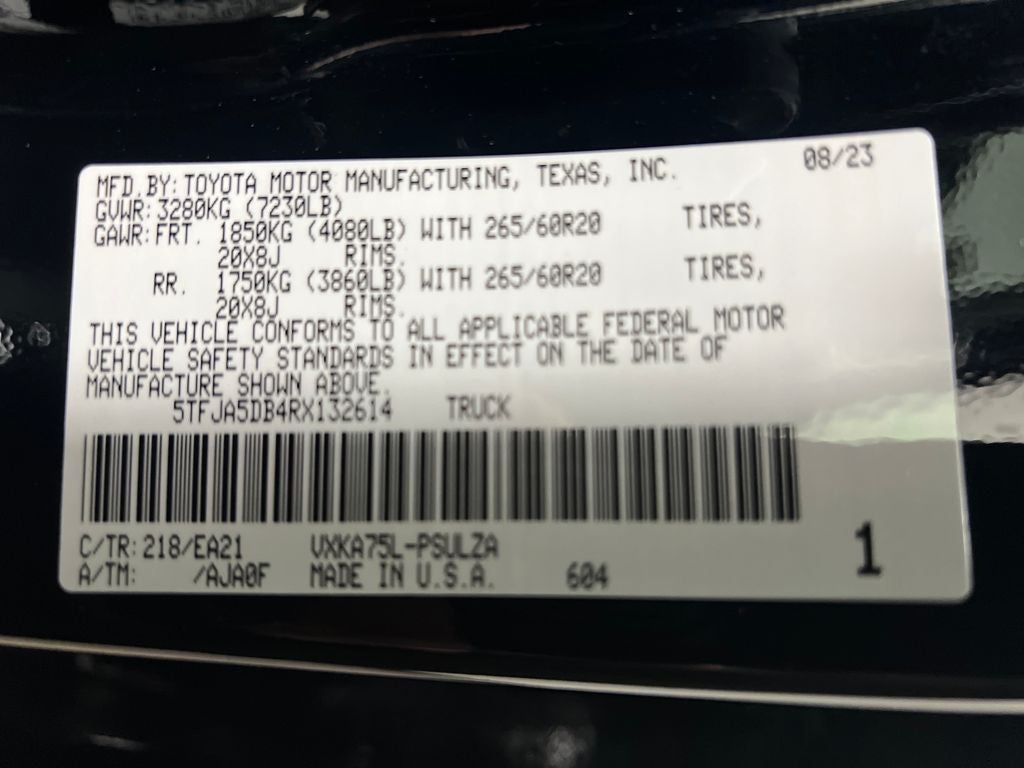 08/23
MFD.BY:TOYOTA MOTOR MANUFACTURING, TEXAS, INC.
GVWR:3280KG (7230LB)
GAWR:FRT. 1850KG (4080LB) WITH 265/60R20 TIRES,
20X8J RIMS.
RR. 1750KG (3860LB) WITH 265/60R20 TIRES,
20X8J RIMS.
THIS VEHICLE CONFORMS TO ALL APPLICABLE FEDERAL MOTOR
VEHICLE SAFETY STANDARDS IN EFFECT ON THE DATE OF
MANUFACTURE SHOWN ABOVE.
5TFJA5DB4RX132614 TRUCK
C/TR:218/EA21 VXKA75L-PSULZA
A/TM: /AJA0F MADE IN U.S.A. 604
1